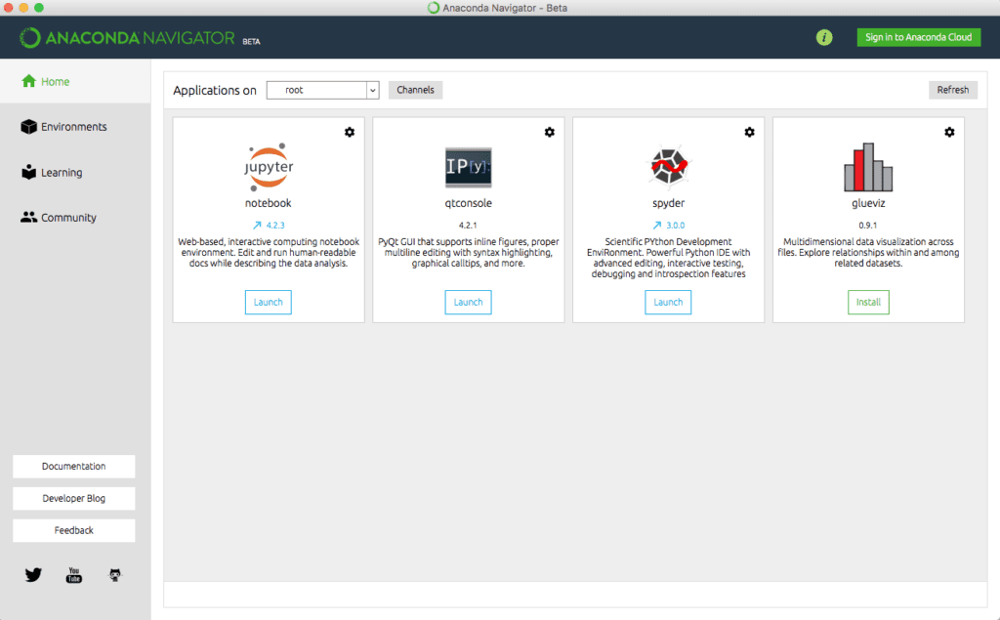 Anaconda Navigator - Beta
ANACONDA NAVIGATOR BETA
i
Sign in to Anaconda Cloud
Home
Environments
Learning
Community
Documentation
Developer Blog
Feedback
You
Tube
Applications on
root
Channels
Refresh
jupyter
notebook
4.2.3
Web-based, interactive computing notebook
environment. Edit and run human-readable
docs while describing the data analysis.
Launch
IP[y]:
qtconsole
4.2.1
PyQt GUI that supports inline figures, proper
multiline editing with syntax highlighting,
graphical calltips, and more.
Launch
spyder
3.0.0
Scientific PYthon Development
EnviRonment. Powerful Python IDE with
advanced editing, interactive testing,
debugging and introspection features
Launch
glueviz
0.9.1
Multidimensional data visualization across
files. Explore relationships within and among
related datasets.
Install